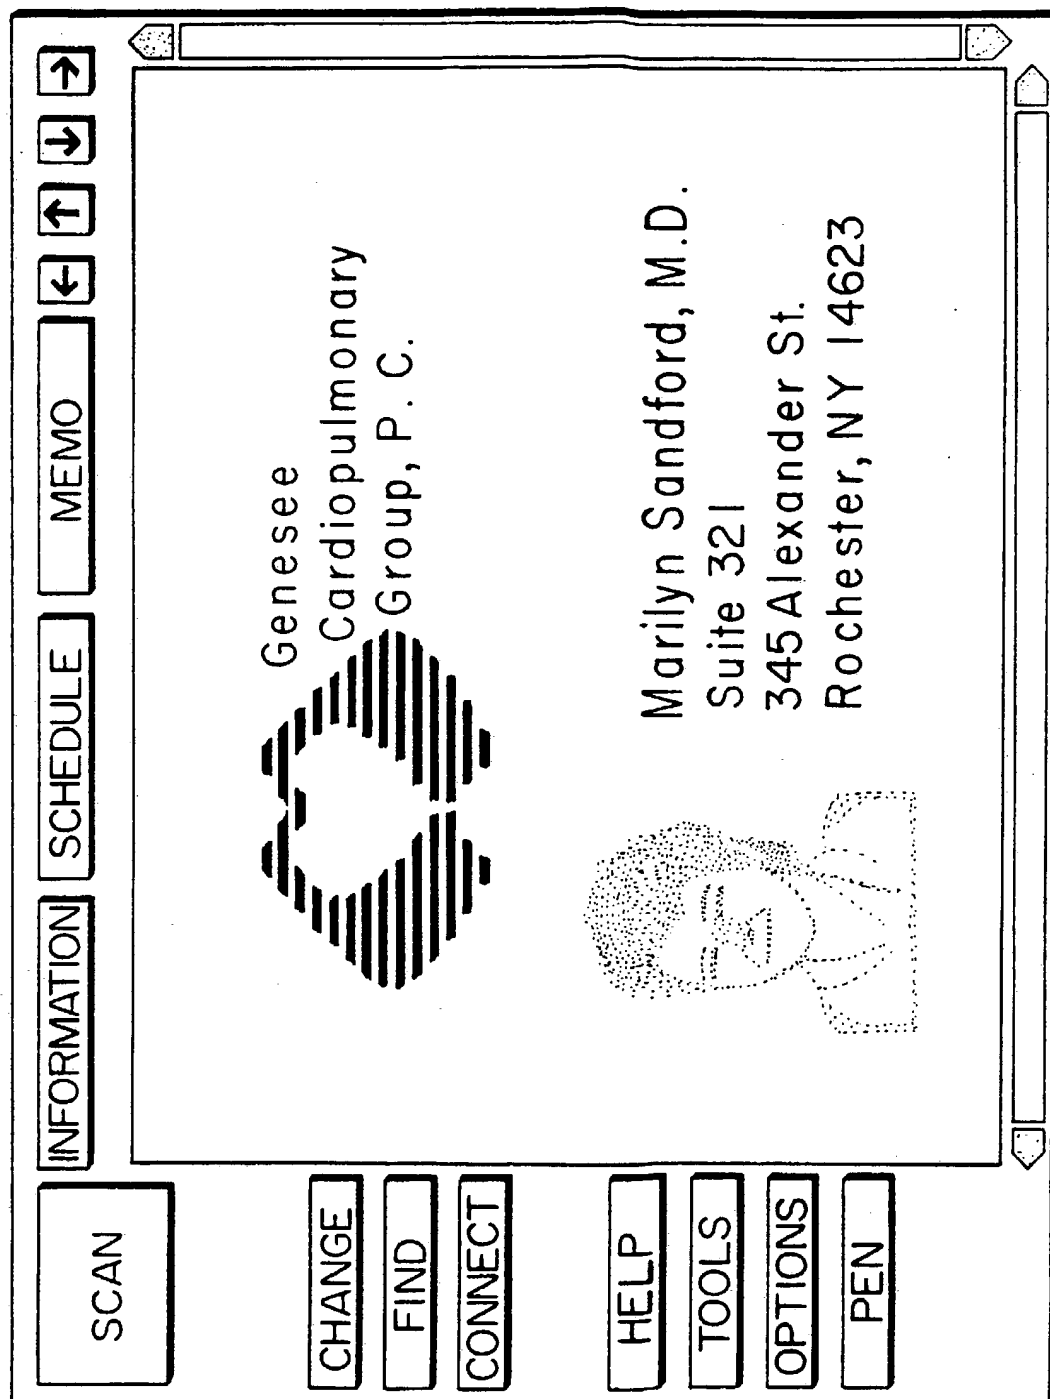 SCAN
INFORMATION
SCHEDULE
MEMO
← → ↓ ↑
CHANGE
FIND
CONNECT
HELP
TOOLS
OPTIONS
PEN
Genesee
Cardiopulmonary
Group, P. C.
Marilyn Sandford, M.D.
Suite 321
345 Alexander St.
Rochester, NY 14623